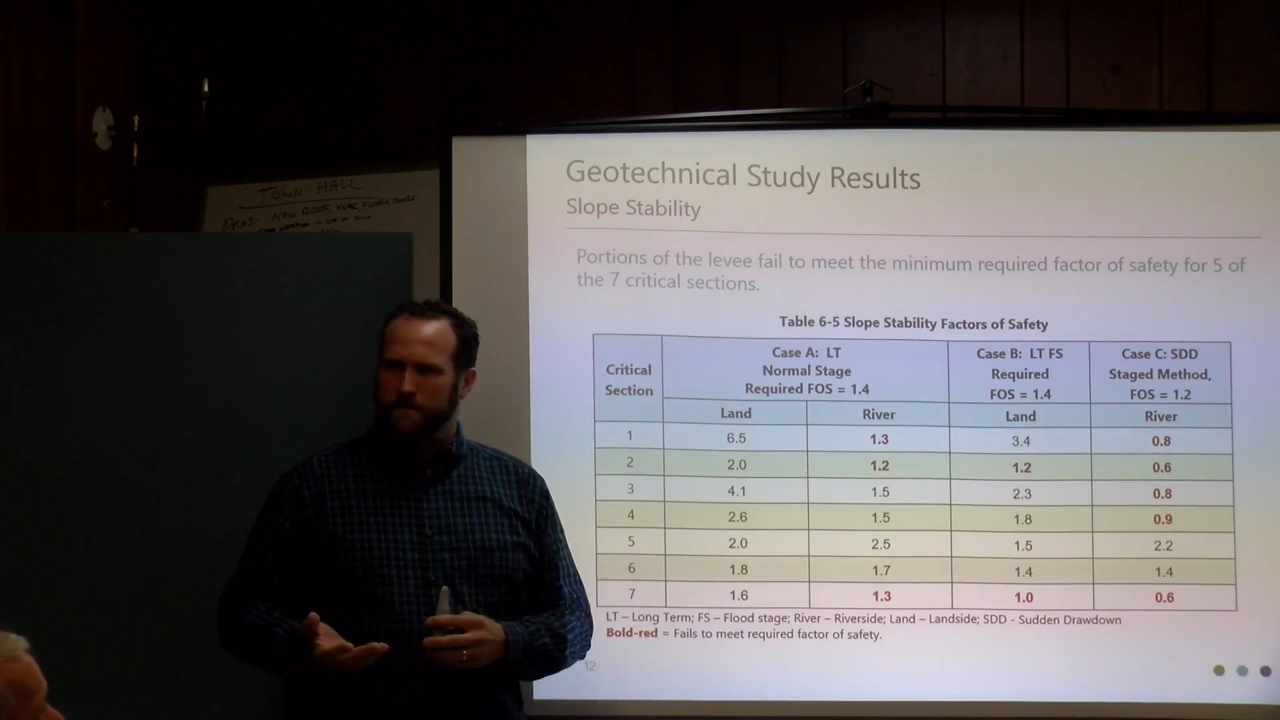 TOWN HALL
NEW ROOF, HVAC,
Geotechnical Study Results
Slope Stability
Portions of the levee fail to meet the minimum required factor of safety for 5 of
the 7 critical sections.
Table 6-5 Slope Stability Factors of Safety
Critical Section Case A: LT Normal Stage Required FOS = 1.4 Case B: LT FS Required FOS = 1.4 Case C: SDD Staged Method, FOS = 1.2
Land River Land River
1 6.5 1.3 3.4 0.8
2 2.0 1.2 1.2 0.6
3 4.1 1.5 2.3 0.8
4 2.6 1.5 1.8 0.9
5 2.0 2.5 1.5 2.2
6 1.8 1.7 1.4 1.4
7 1.6 1.3 1.0 0.6
LT – Long Term; FS – Flood stage; River – Riverside; Land – Landside; SDD - Sudden Drawdown
Bold-red = Fails to meet required factor of safety.
12